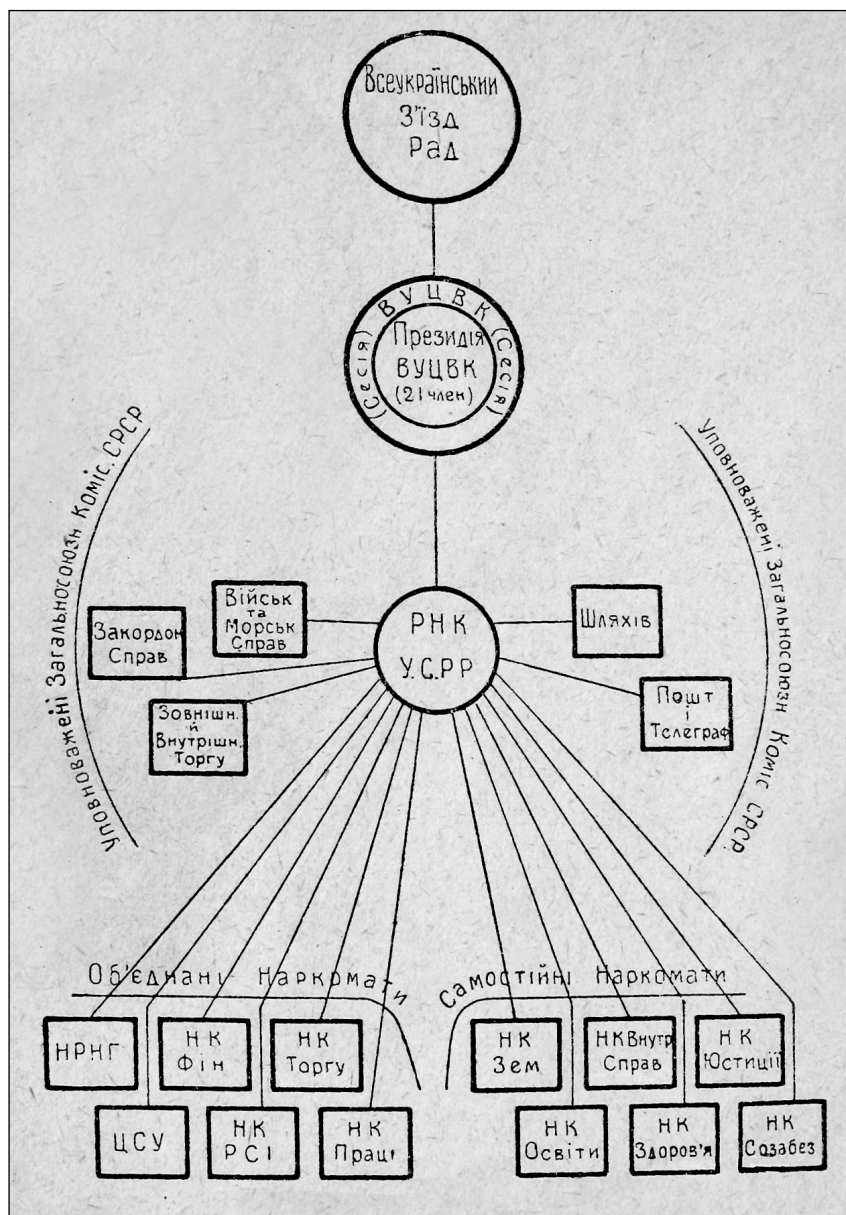 Всеукраїнський
З'їзд
Рад
ВУЦВК
(Сесія)
(Сесія)
Президія
ВУЦВК
(21 член)
Уповноважені Загальносоюзн Коміс. СРСР
Уповноважені Загальносоюзн Коміс СРСР
Військ
та
Морськ
Справ
Закордон
Справ
Зовнішн.
й
Внутрішн.
Торгу
РНК
У.С.РР
Шляхів
Пошт
і
Телеграф
Об'єднані Наркомати
Самостійні Наркомати
НРНГ
НК
Фін
НК
Торгу
НК
Зем
НК Внутр
Справ
НК
Юстиції
ЦСУ
НК
РСІ
НК
Праці
НК
Освіти
НК
Здоров'я
НК
Созабез